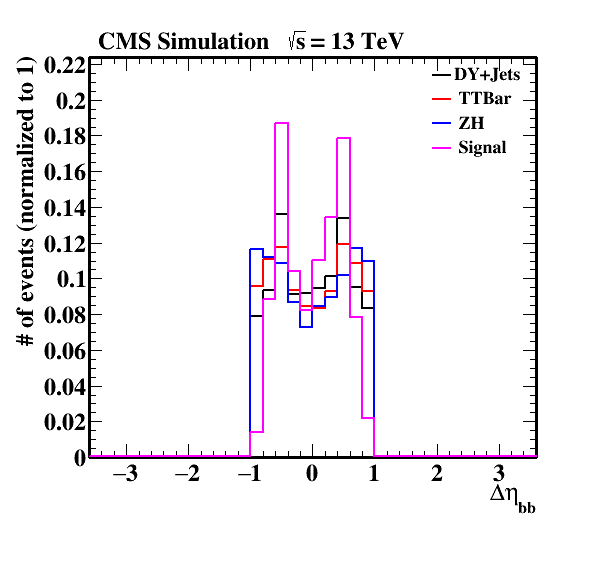 CMS Simulation √s = 13 TeV
# of events (normalized to 1)
0.22
0.2
0.18
0.16
0.14
0.12
0.1
0.08
0.06
0.04
0.02
0
DY+Jets
TTBar
ZH
Signal
−3 −2 −1 0 1 2 3
Δη_bb